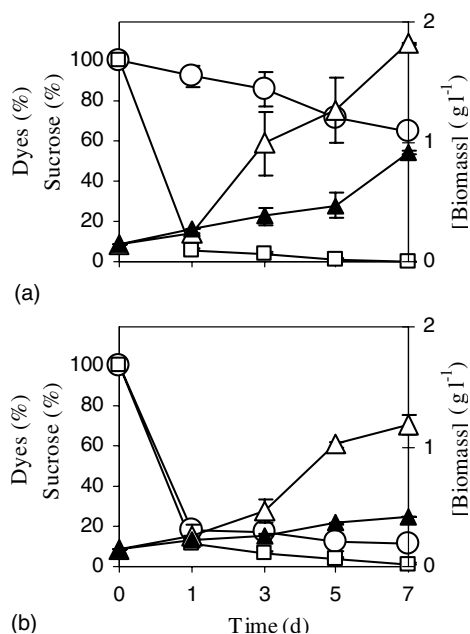 2
100
80
60
40
20
0
1
0
Dyes (%)
Sucrose (%)
[Biomass] ( g l-1)
(a)
2
100
80
60
40
20
0
1
0
Dyes (%)
Sucrose (%)
[Biomass] ( g l-1)
0 1 3 5 7
Time (d)
(b)